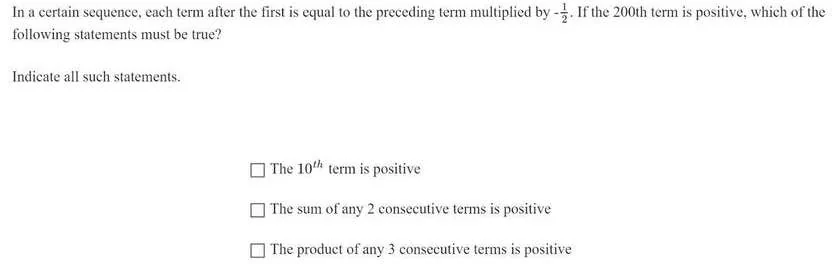 In a certain sequence, each term after the first is equal to the preceding term multiplied by -1/2. If the 200th term is positive, which of the
following statements must be true?
Indicate all such statements.
The 10th term is positive
The sum of any 2 consecutive terms is positive
The product of any 3 consecutive terms is positive